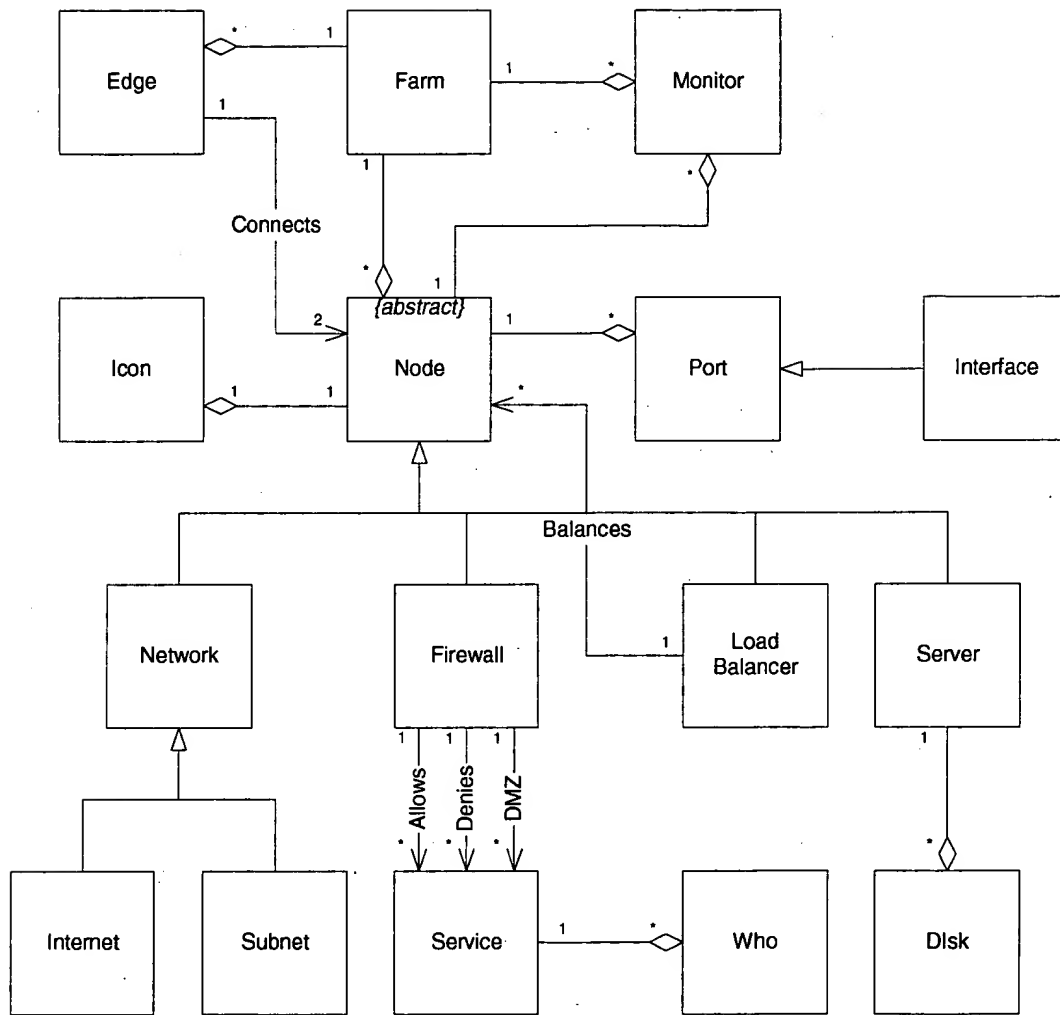 Edge
*
1
Farm
1
*
Monitor
1
1
*
Connects
*
1
{abstract}
Icon
2
Node
1
*
Port
Interface
1
1
*
Balances
Network
Firewall
1
Load
Balancer
Server
1
1
1
1
Allows
Denies
DMZ
*
*
*
*
Internet
Subnet
Service
1
*
Who
DIsk